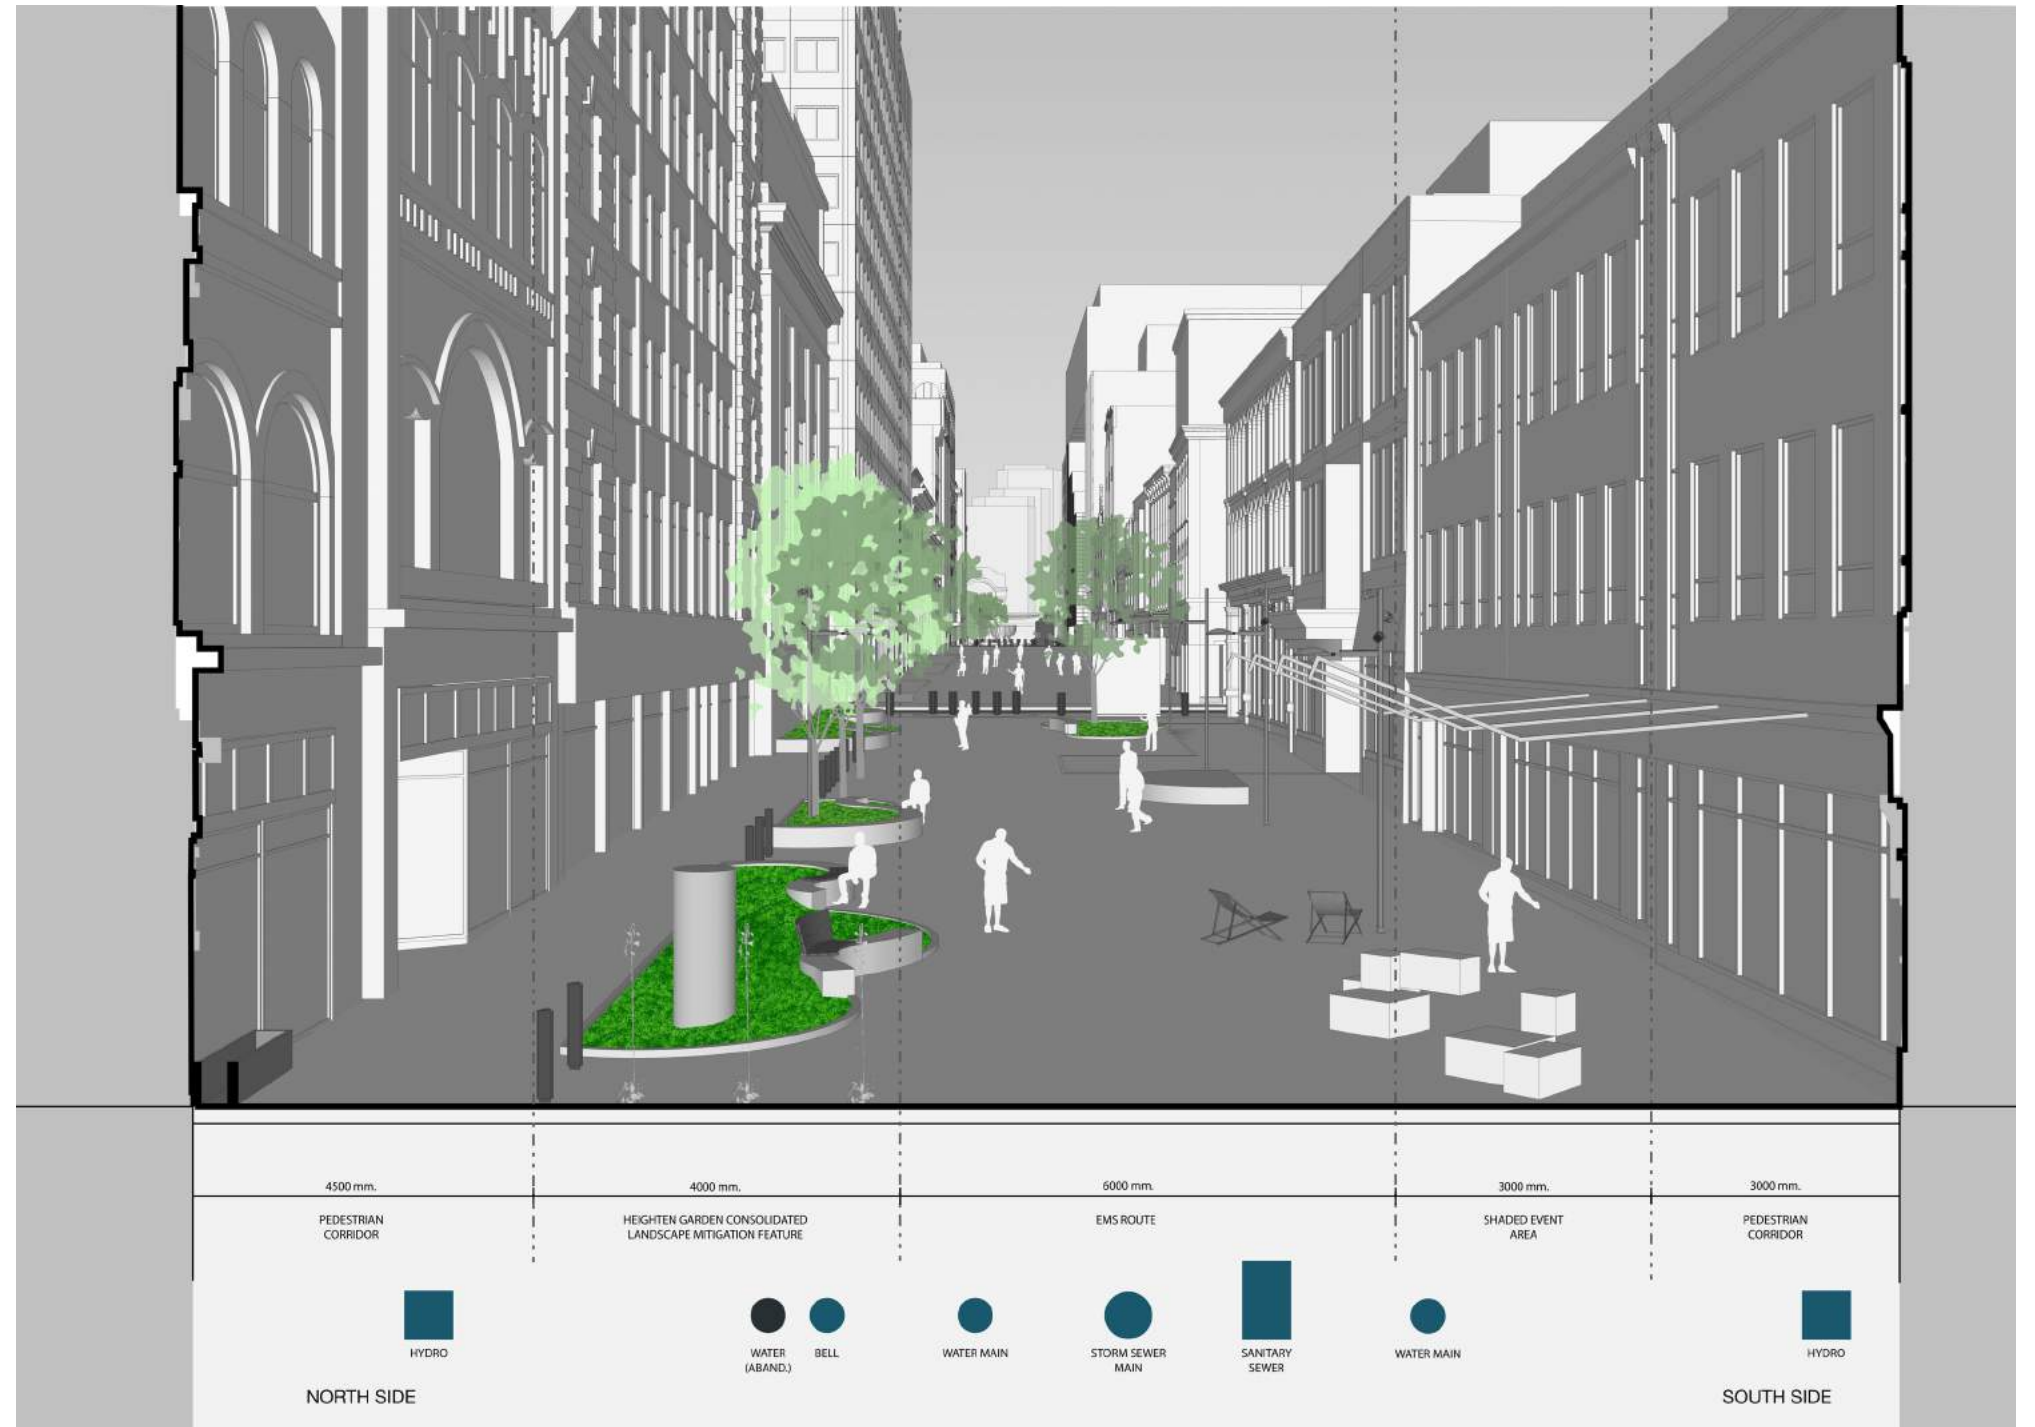 4500 mm.
4000 mm.
6000 mm.
3000 mm.
3000 mm.
PEDESTRIAN
CORRIDOR
HEIGHTEN GARDEN CONSOLIDATED
LANDSCAPE MITIGATION FEATURE
EMS ROUTE
SHADED EVENT
AREA
PEDESTRIAN
CORRIDOR
HYDRO
WATER
(ABAND.)
BELL
WATER MAIN
STORM SEWER
MAIN
SANITARY
SEWER
WATER MAIN
HYDRO
NORTH SIDE
SOUTH SIDE